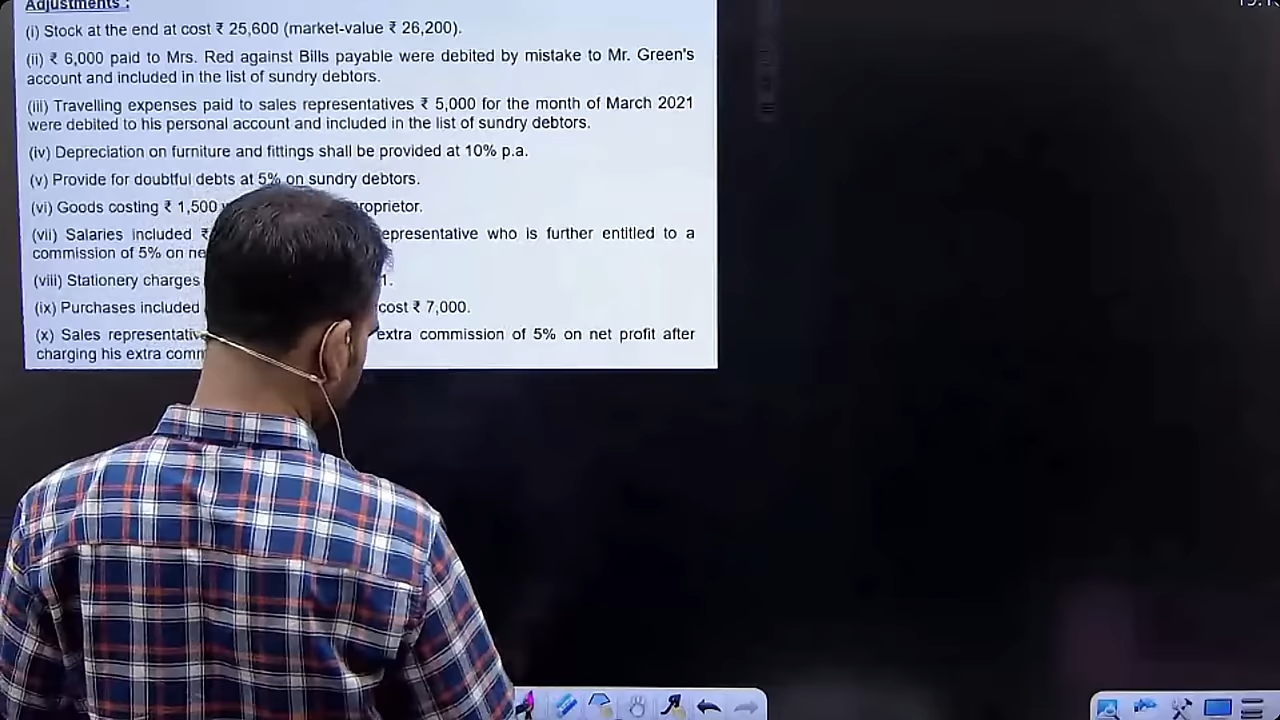 Adjustments :
(i) Stock at the end at cost ₹ 25,600 (market-value ₹ 26,200).
(ii) ₹ 6,000 paid to Mrs. Red against Bills payable were debited by mistake to Mr. Green's
account and included in the list of sundry debtors.
(iii) Travelling expenses paid to sales representatives ₹ 5,000 for the month of March 2021
were debited to his personal account and included in the list of sundry debtors.
(iv) Depreciation on furniture and fittings shall be provided at 10% p.a.
(v) Provide for doubtful debts at 5% on sundry debtors.
(vi) Goods costing ₹ 1,500
(vii) Salaries included ₹ who is further entitled to a
commission of 5% on
(viii) Stationery charges 1.
(ix) Purchases included cost ₹ 7,000.
(x) Sales extra commission of 5% on net profit after
charging his extra